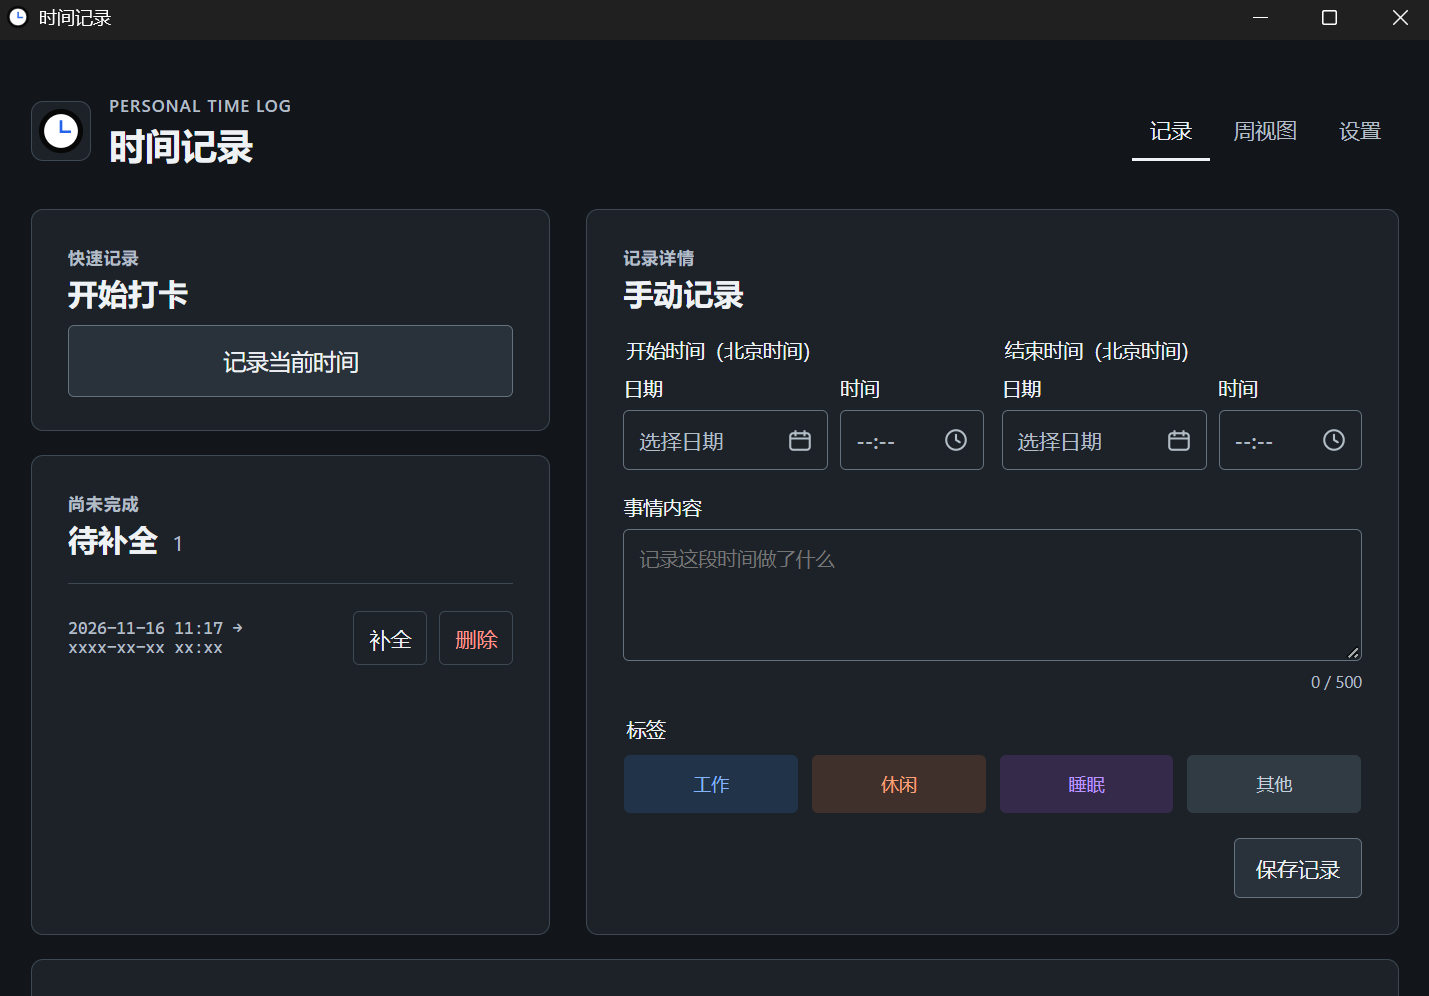 时间记录
PERSONAL TIME LOG
时间记录
记录 周视图 设置
快速记录
开始打卡
记录当前时间
尚未完成
待补全 1
2026-11-16 11:17 →
xxxx-xx-xx xx:xx
补全 删除
记录详情
手动记录
开始时间（北京时间） 结束时间（北京时间）
日期 时间 日期 时间
选择日期 --:-- 选择日期 --:--
事情内容
记录这段时间做了什么
0 / 500
标签
工作 休闲 睡眠 其他
保存记录